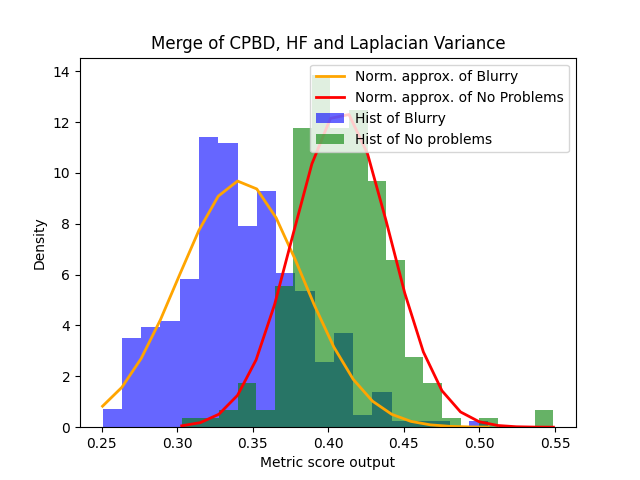 Merge of CPBD, HF and Laplacian Variance
Norm. approx. of Blurry
Norm. approx. of No Problems
Hist of Blurry
Hist of No problems
Density
14
12
10
8
6
4
2
0
0.25 0.30 0.35 0.40 0.45 0.50 0.55
Metric score output